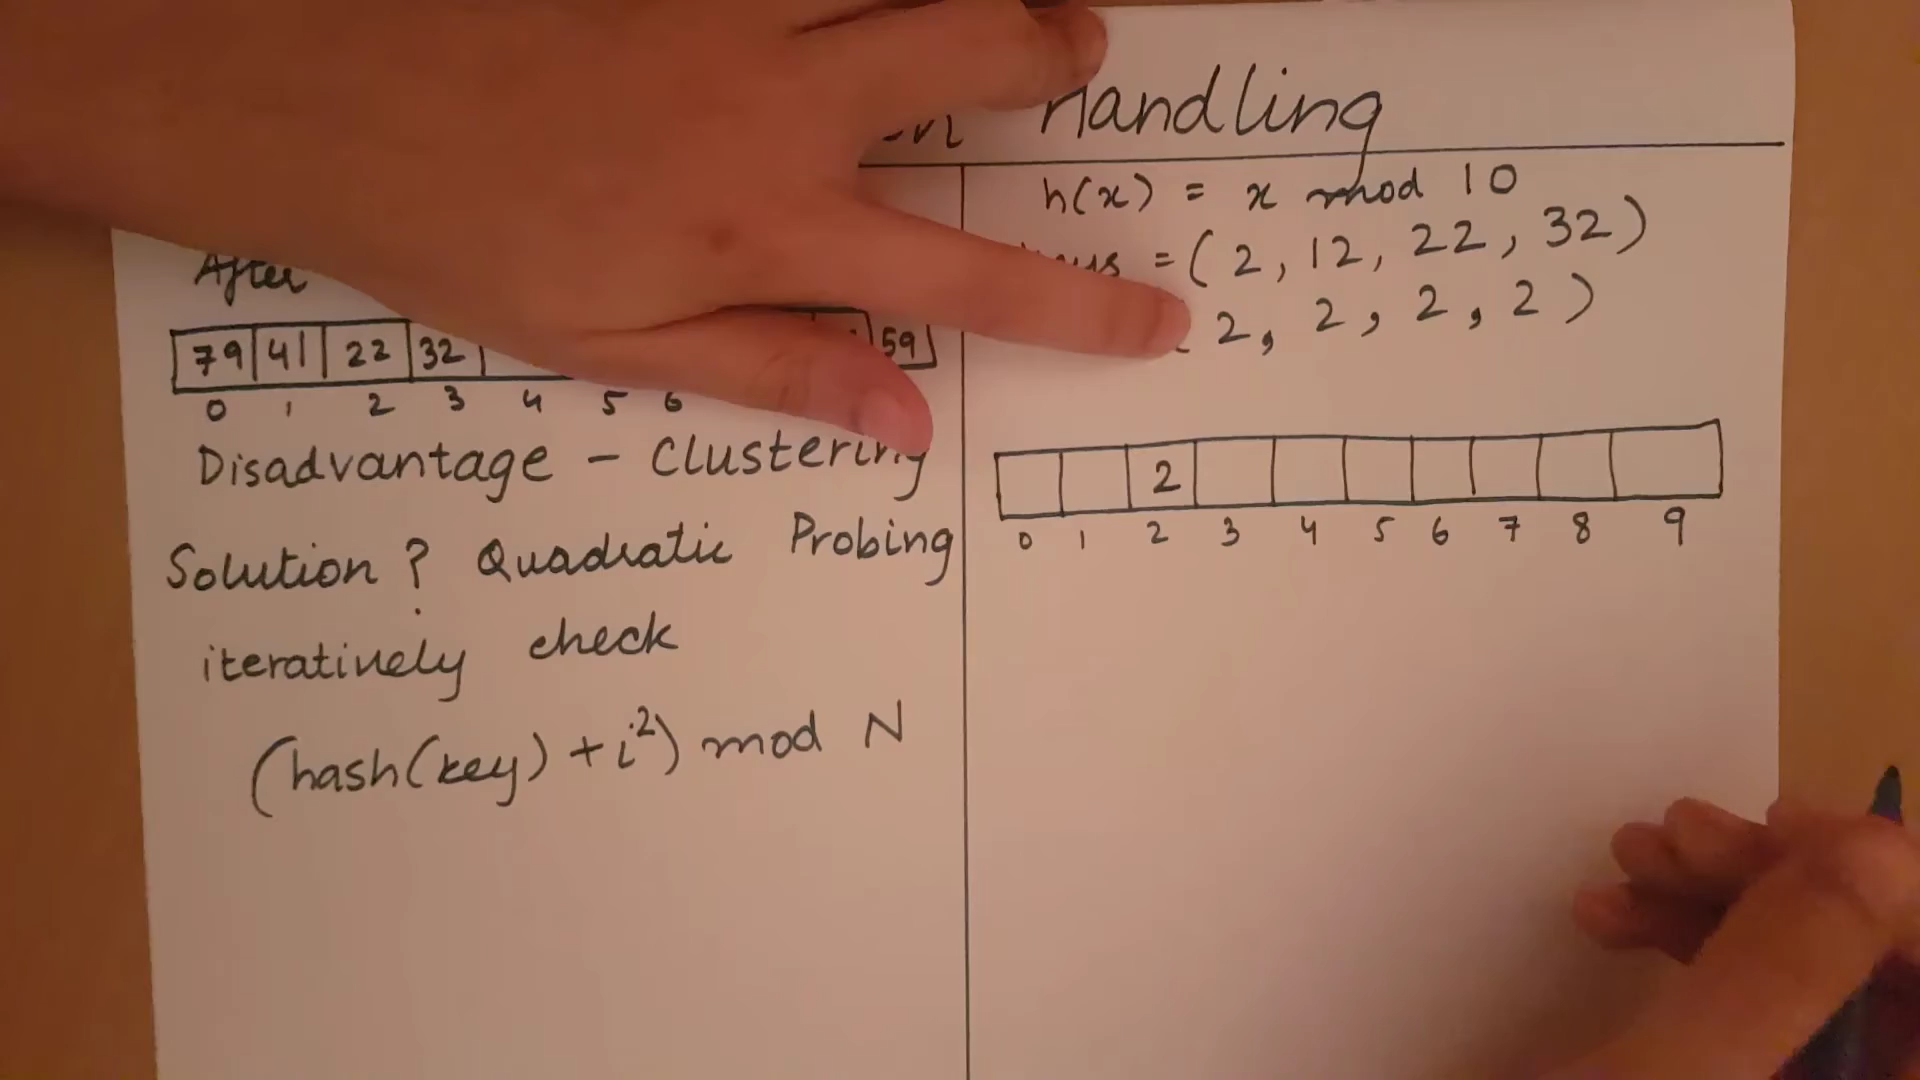 Handling
After
79 41 22 32 59
0 1 2 3 4 5 6
Disadvantage - Clustering
Solution ? Quadratic Probing
iteratively check
(hash(key) + i²) mod N
h(x) = x mod 10
= ( 2, 12, 22, 32 )
2, 2, 2, 2 )
2
0 1 2 3 4 5 6 7 8 9